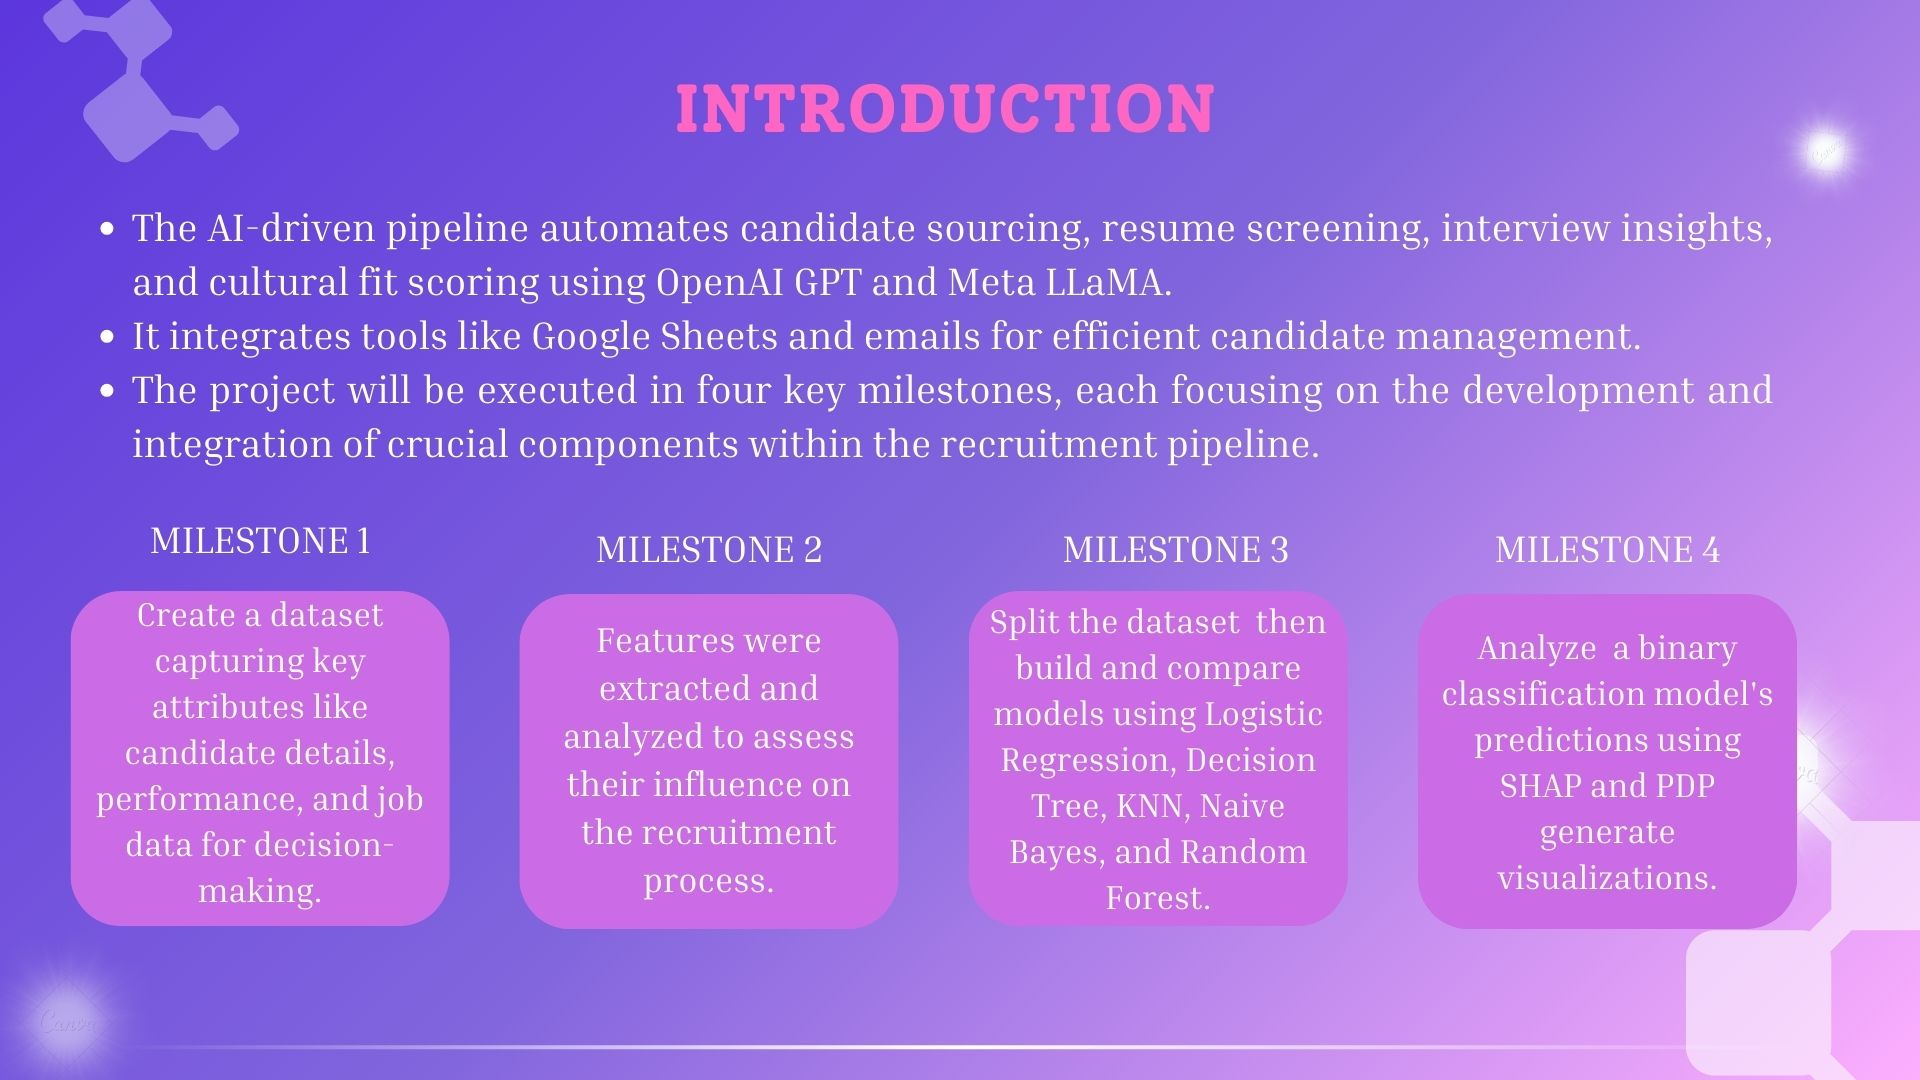 INTRODUCTION
• The AI-driven pipeline automates candidate sourcing, resume screening, interview insights,
and cultural fit scoring using OpenAI GPT and Meta LLaMA.
• It integrates tools like Google Sheets and emails for efficient candidate management.
• The project will be executed in four key milestones, each focusing on the development and
integration of crucial components within the recruitment pipeline.
MILESTONE 1
Create a dataset
capturing key
attributes like
candidate details,
performance, and job
data for decision-
making.
MILESTONE 2
Features were
extracted and
analyzed to assess
their influence on
the recruitment
process.
MILESTONE 3
Split the dataset  then
build and compare
models using Logistic
Regression, Decision
Tree, KNN, Naive
Bayes, and Random
Forest.
MILESTONE 4
Analyze  a binary
classification model's
predictions using
SHAP and PDP
generate
visualizations.
Canva
Canva